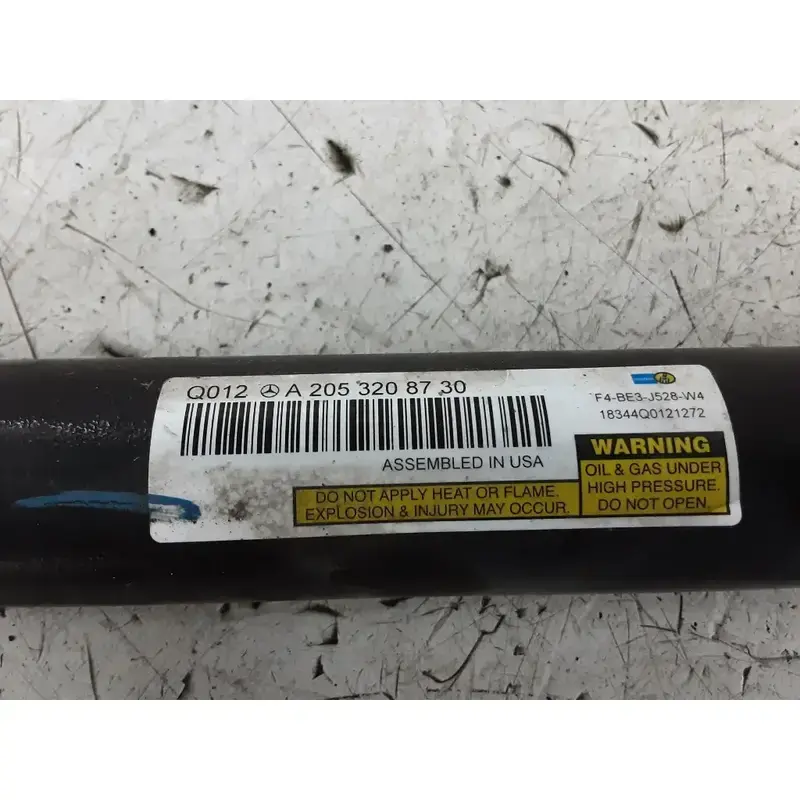 Q012 A 205 320 87 30
F4-BE3-J528-W4
18344Q0121272
ASSEMBLED IN USA
WARNING
OIL & GAS UNDER
HIGH PRESSURE.
DO NOT OPEN.
DO NOT APPLY HEAT OR FLAME.
EXPLOSION & INJURY MAY OCCUR.